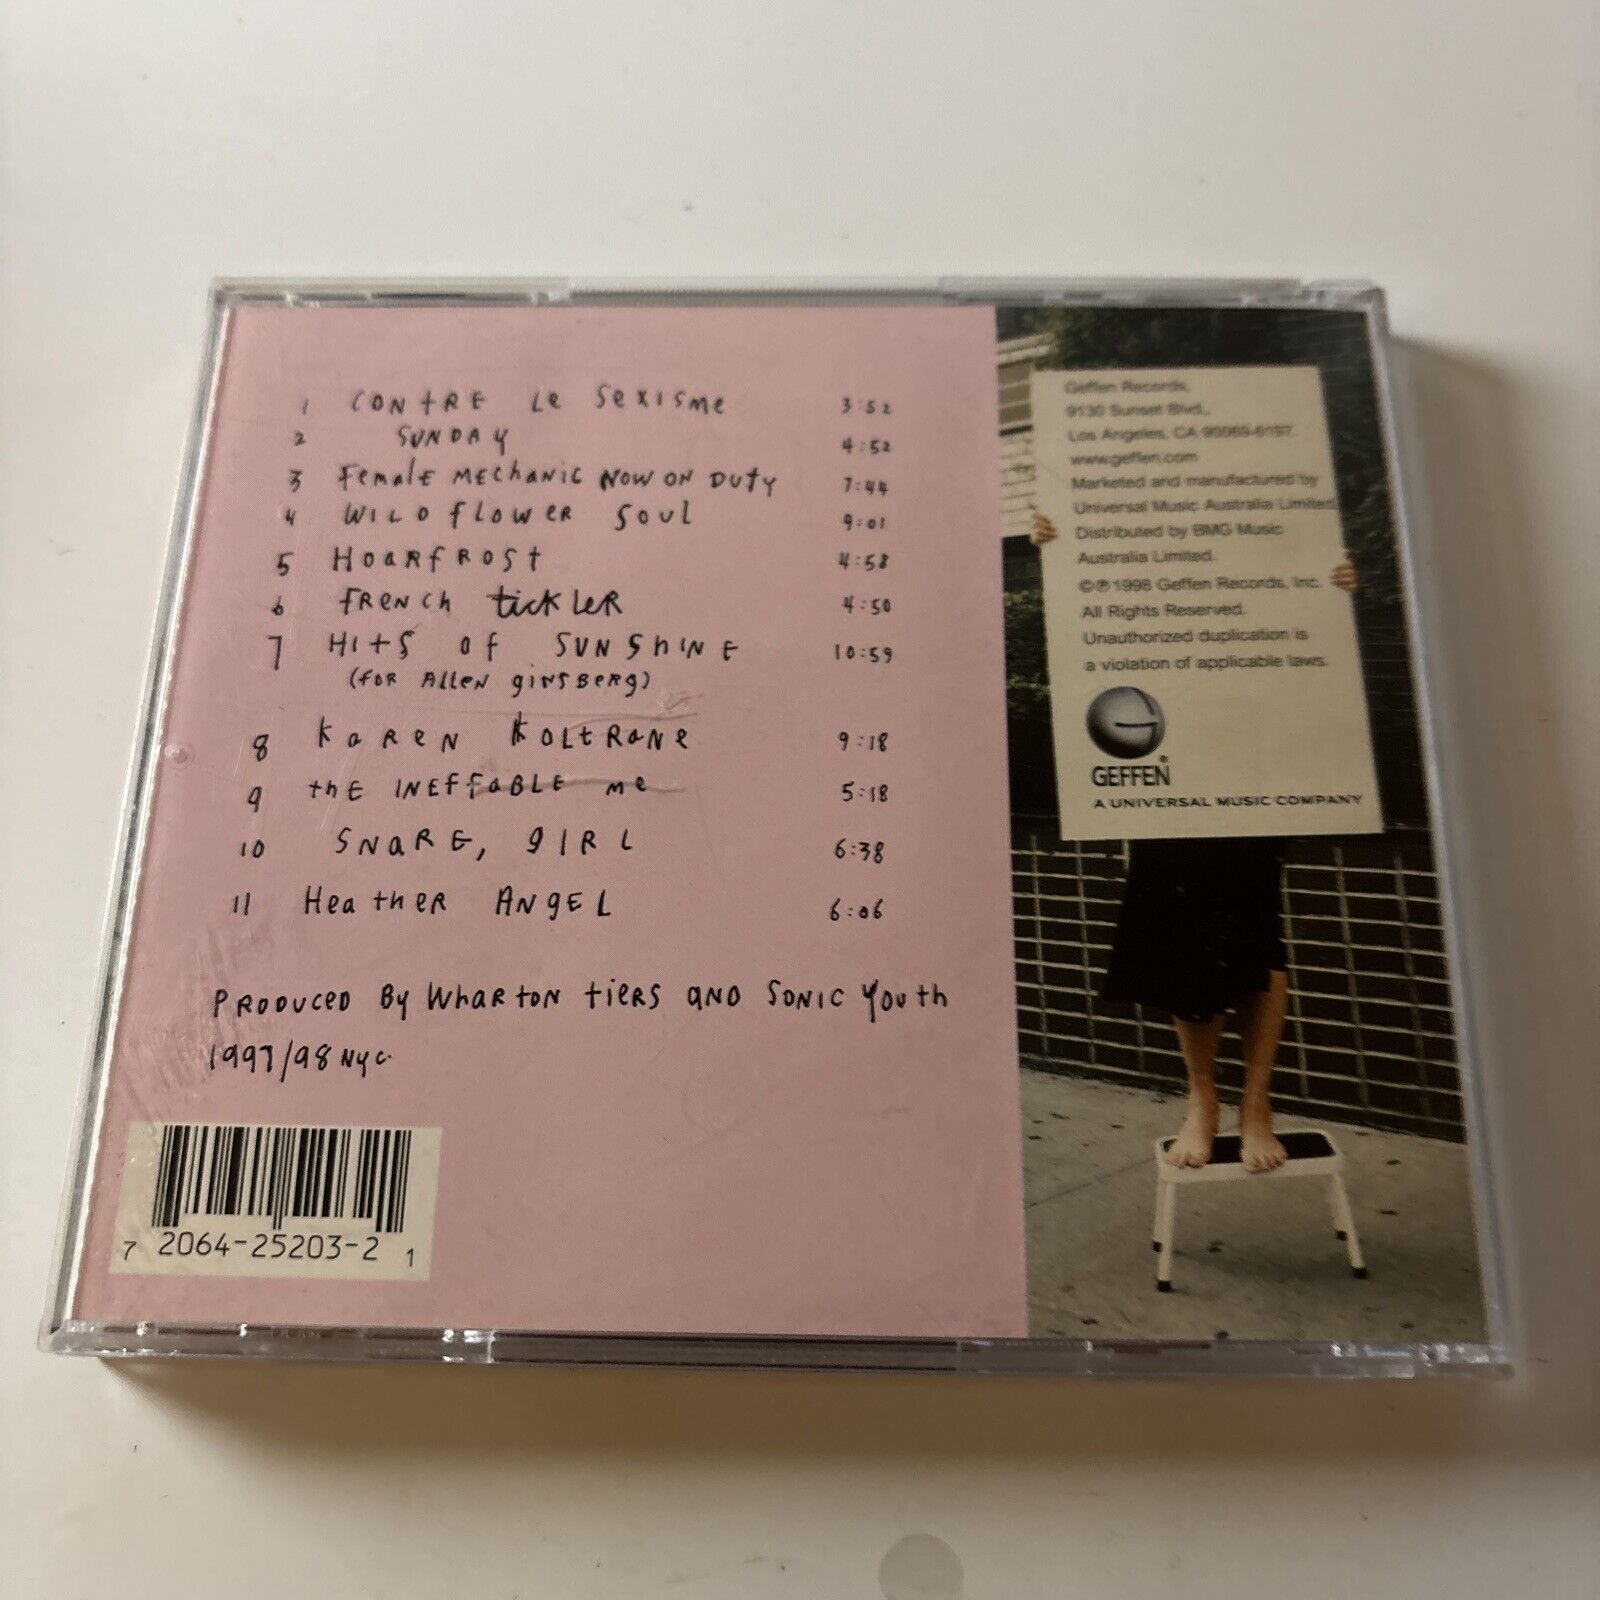 1 CONTRE Le SeXISMe 3:52
2 SUNDAY 4:52
3 FemalE MEChaNIC NOW ON DUTY 7:44
4 WILDflOWeR SOUl 9:01
5 HOaRfROSt 4:58
6 fRENCh tickLeR 4:50
7 HItS Of SUNShINE 10:59
(fOR AllEN giNSBeRg)
8 KaReN KOLtRaNe 9:18
9 thE INEffaBLE me 5:18
10 SNaRE, gIRL 6:38
11 HeatheR ANgEL 6:06
PRODUCED By WhaRtON tieRS aND SONIC YOUth
1997/98 NYC.
7 2064-25203-2 1
Geffen Records,
9130 Sunset Blvd.,
Los Angeles, CA 90069-6197.
www.geffen.com
Marketed and manufactured by
Universal Music Australia Limited.
Distributed by BMG Music
Australia Limited.
©℗1998 Geffen Records, Inc.
All Rights Reserved.
Unauthorized duplication is
a violation of applicable laws.
G
GEFFEN®
A UNIVERSAL MUSIC COMPANY